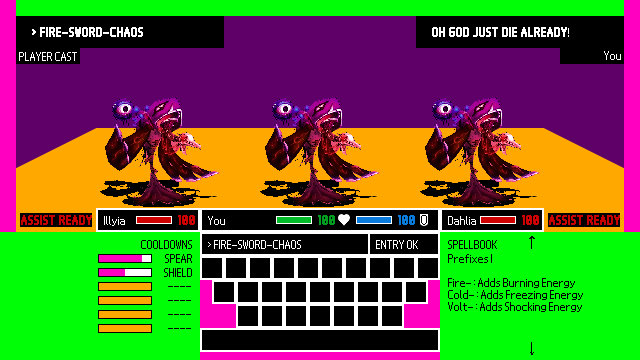 > FIRE-SWORD-CHAOS
OH GOD JUST DIE ALREADY!
PLAYER CAST
You
ASSIST READY
Illyia 100
You 100 100
Dahlia 100
ASSIST READY
COOLDOWNS
SPEAR
SHIELD
----
----
----
----
>FIRE-SWORD-CHAOS
ENTRY OK
SPELLBOOK
Prefixes I
Fire-: Adds Burning Energy
Cold-: Adds Freezing Energy
Volt-: Adds Shocking Energy